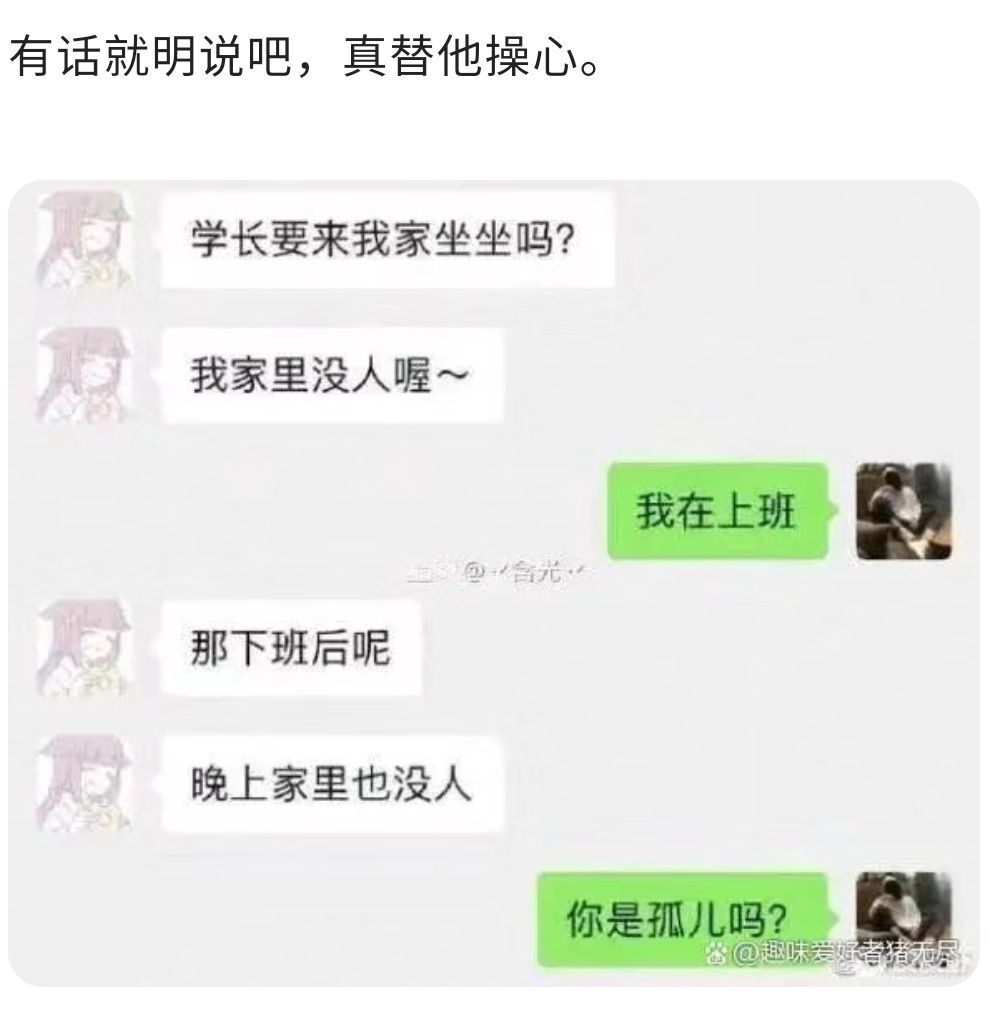 有话就明说吧，真替他操心。
学长要来我家坐坐吗？
我家里没人喔～
我在上班
@·᷄含光·᷅
那下班后呢
晚上家里也没人
你是孤儿吗？
@趣味爱好者猪无尽